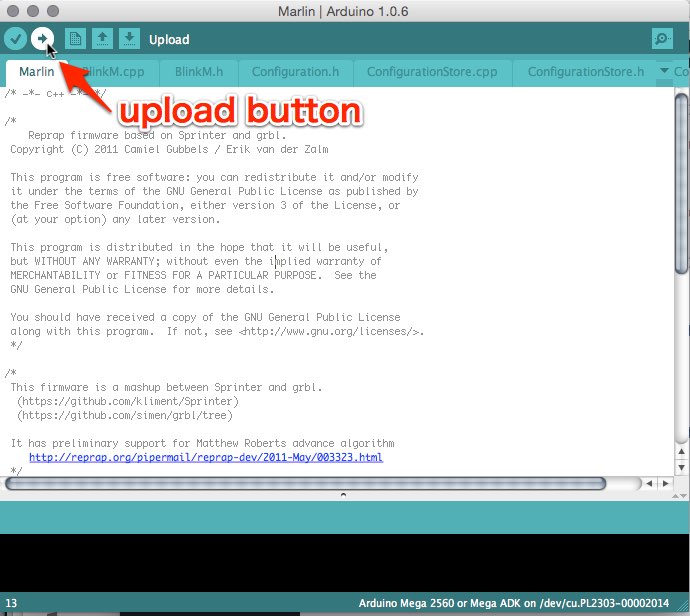 Marlin | Arduino 1.0.6
Upload
Marlin BlinkM.cpp BlinkM.h Configuration.h ConfigurationStore.cpp ConfigurationStore.h Co
upload button
/* -*- c++ -*- */
/*
Reprap firmware based on Sprinter and grbl.
Copyright (C) 2011 Camiel Gubbels / Erik van der Zalm
This program is free software: you can redistribute it and/or modify
it under the terms of the GNU General Public License as published by
the Free Software Foundation, either version 3 of the License, or
(at your option) any later version.
This program is distributed in the hope that it will be useful,
but WITHOUT ANY WARRANTY; without even the implied warranty of
MERCHANTABILITY or FITNESS FOR A PARTICULAR PURPOSE.  See the
GNU General Public License for more details.
You should have received a copy of the GNU General Public License
along with this program.  If not, see <http://www.gnu.org/licenses/>.
*/
/*
This firmware is a mashup between Sprinter and grbl.
(https://github.com/kliment/Sprinter)
(https://github.com/simen/grbl/tree)
It has preliminary support for Matthew Roberts advance algorithm
http://reprap.org/pipermail/reprap-dev/2011-May/003323.html
*/
13
Arduino Mega 2560 or Mega ADK on /dev/cu.PL2303-00002014